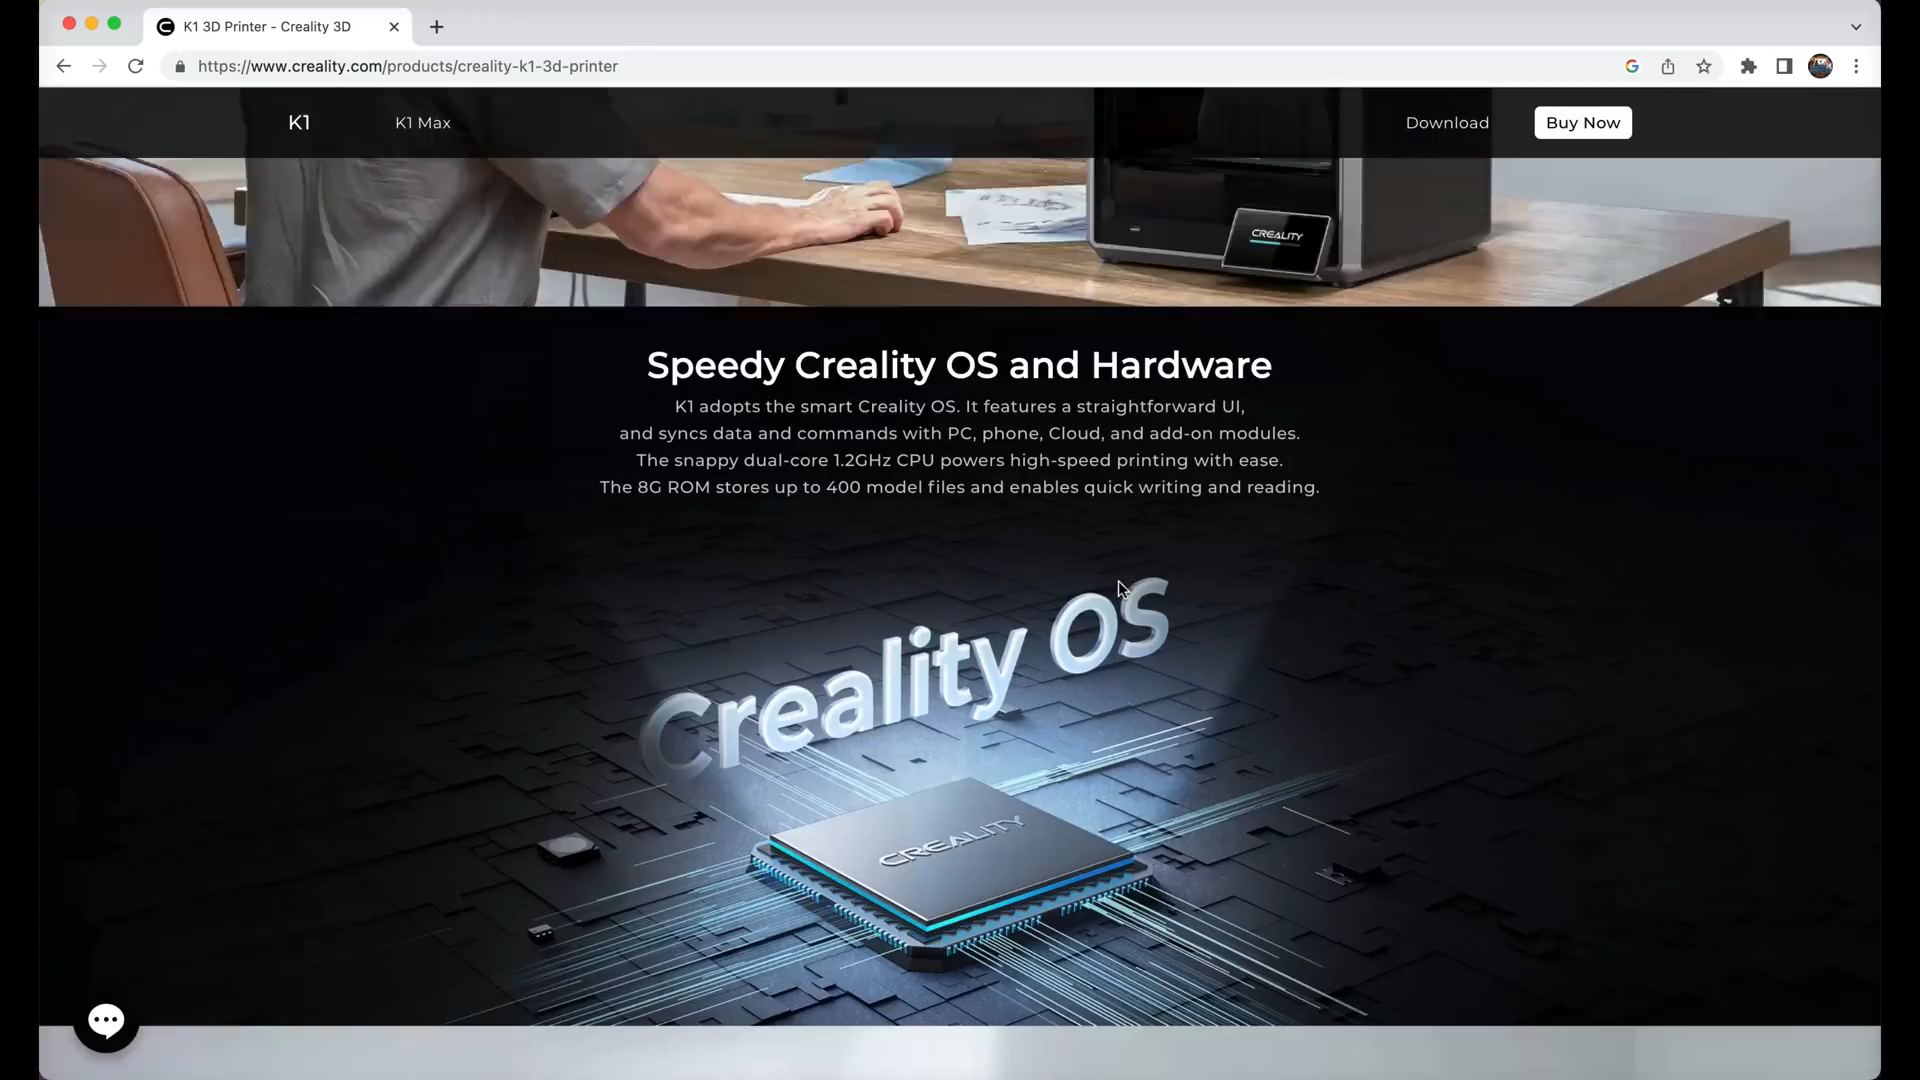 K1 3D Printer - Creality 3D
https://www.creality.com/products/creality-k1-3d-printer
K1
K1 Max
Download
Buy Now
CREALITY
Speedy Creality OS and Hardware
K1 adopts the smart Creality OS. It features a straightforward UI,
and syncs data and commands with PC, phone, Cloud, and add-on modules.
The snappy dual-core 1.2GHz CPU powers high-speed printing with ease.
The 8G ROM stores up to 400 model files and enables quick writing and reading.
Creality OS
CREALITY